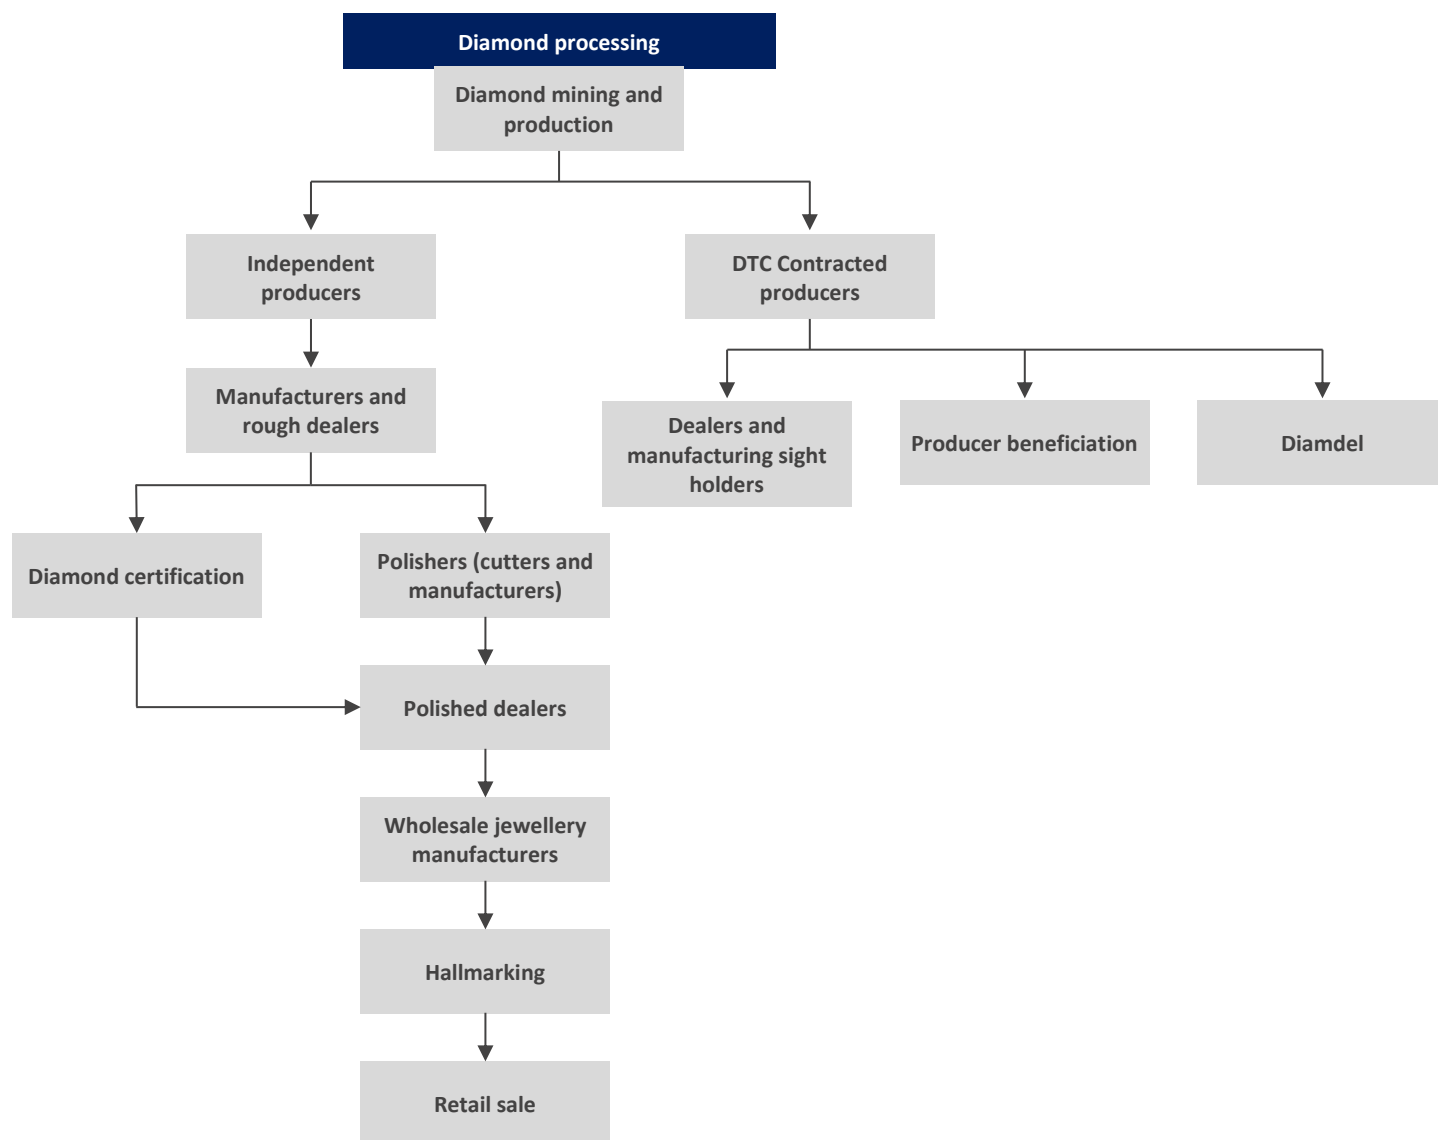 Diamond processing
Diamond mining and
production
Independent
producers
DTC Contracted
producers
Manufacturers and
rough dealers
Dealers and
manufacturing sight
holders
Producer beneficiation
Diamdel
Diamond certification
Polishers (cutters and
manufacturers)
Polished dealers
Wholesale jewellery
manufacturers
Hallmarking
Retail sale